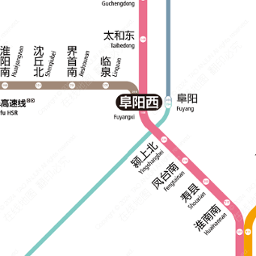 Guchengdong
太和东
Taihedong
淮阳南
Huaiyangnan
沈丘北
Shenqiubei
界首南
Jieshounan
临泉
Linquan
高速线
fu HSR
阜阳西
Fuyangxi
阜阳
Fuyang
颍上北
Yingshangbei
凤台南
Fengtainan
寿县
Shouxian
淮南南
Huainannan